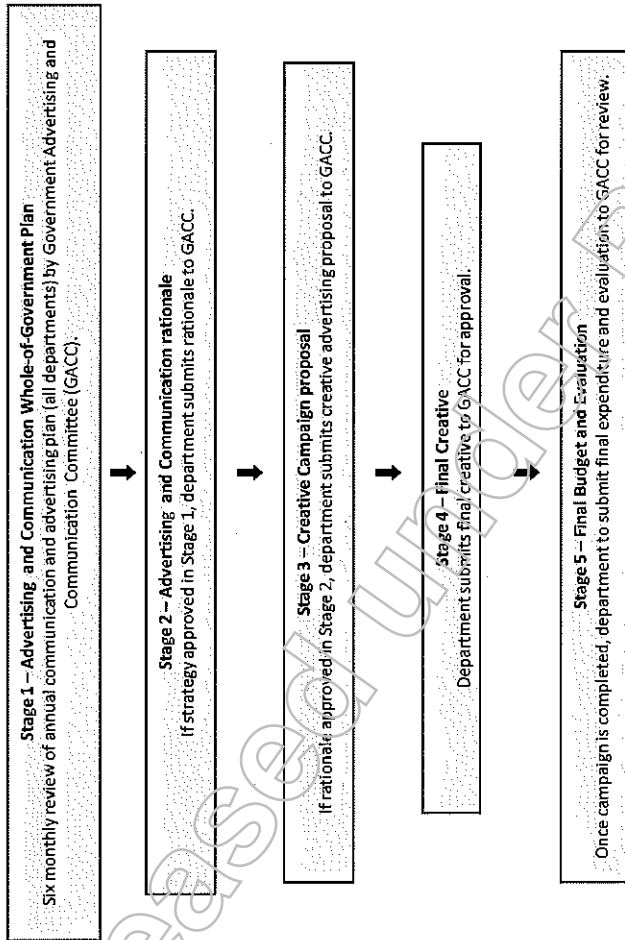 Stage 1 – Advertising and Communication Whole-of-Government Plan
Six monthly review of annual communication and advertising plan (all departments) by Government Advertising and
Communication Committee (GACC).
Stage 2 – Advertising and Communication rationale
If strategy approved in Stage 1, department submits rationale to GACC.
Stage 3 – Creative Campaign proposal
If rationale approved in Stage 2, department submits creative advertising proposal to GACC.
Stage 4 – Final Creative
Department submits final creative to GACC for approval.
Stage 5 – Final Budget and Evaluation
Once campaign is completed, department to submit final expenditure and evaluation to GACC for review.
eased under